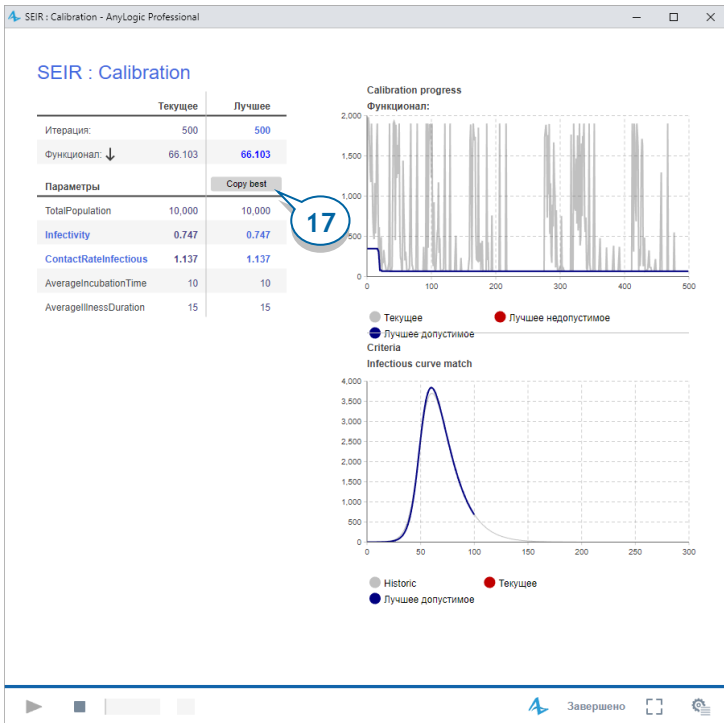 SEIR : Calibration - AnyLogic Professional
SEIR : Calibration
Текущее Лучшее
Итерация: 500 500
Функционал: ↓ 66.103 66.103
Параметры Copy best
TotalPopulation 10,000 10,000
Infectivity 0.747 0.747
ContactRateInfectious 1.137 1.137
AverageIncubationTime 10 10
AverageIllnessDuration 15 15
17
Calibration progress
Функционал:
2,000
1,500
1,000
500
0
0 100 200 300 400 500
Текущее Лучшее недопустимое
Лучшее допустимое
Criteria
Infectious curve match
4,000
3,500
3,000
2,500
2,000
1,500
1,000
500
0
0 50 100 150 200 250 300
Historic Текущее
Лучшее допустимое
Завершено